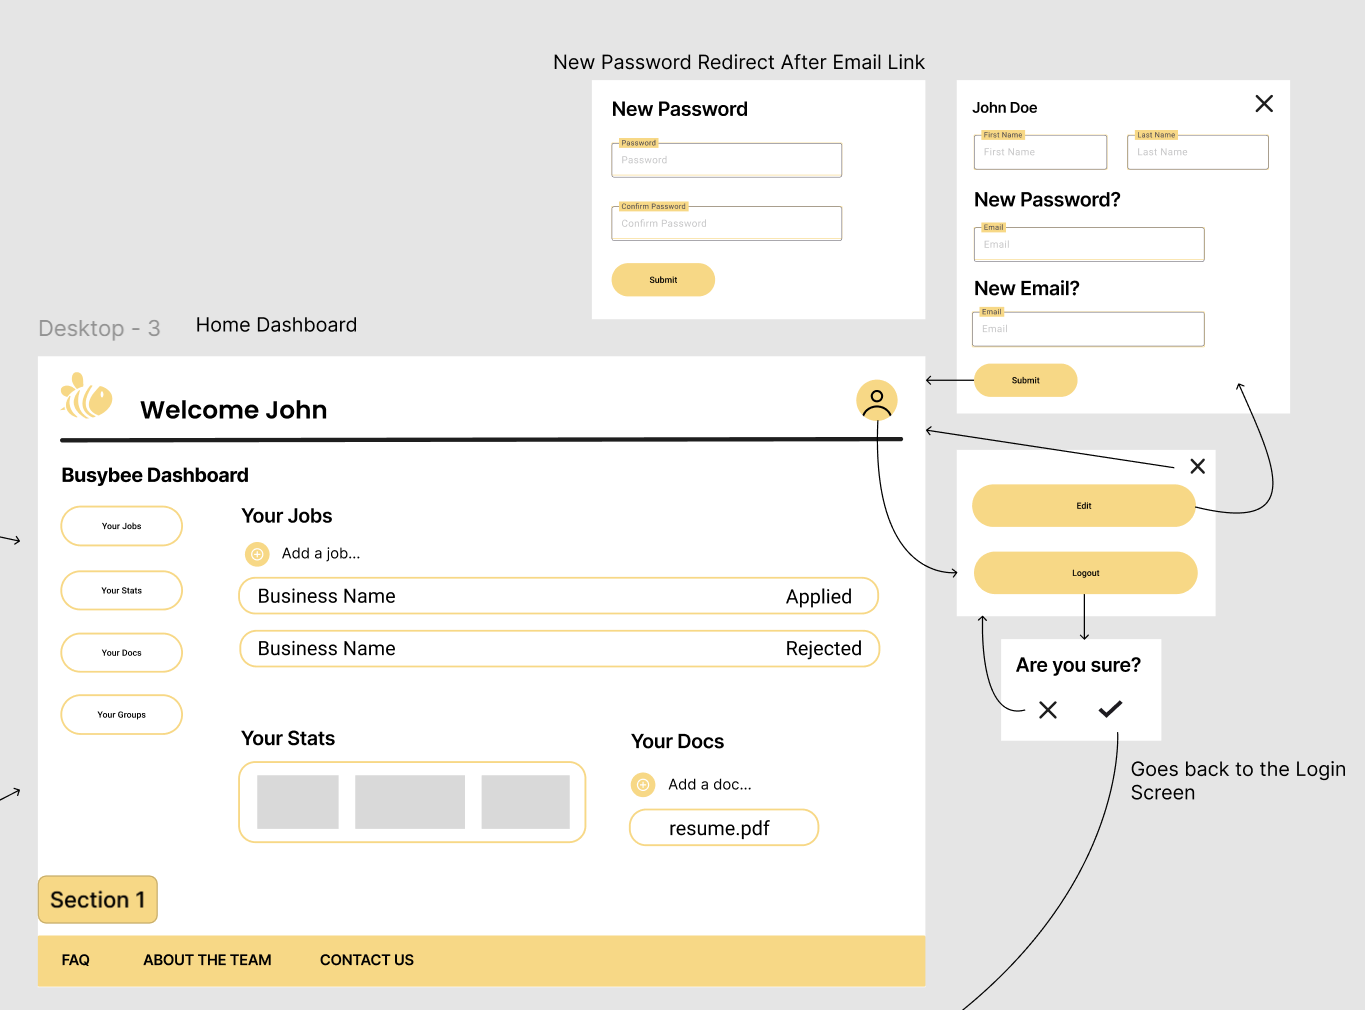 New Password Redirect After Email Link
New Password
Password
Password
Confirm Password
Confirm Password
Submit
John Doe
First Name
First Name
Last Name
Last Name
New Password?
Email
Email
New Email?
Email
Email
Submit
Desktop - 3
Home Dashboard
Welcome John
Busybee Dashboard
Your Jobs
Your Stats
Your Docs
Your Groups
Your Jobs
Add a job...
Business Name Applied
Business Name Rejected
Your Stats
Your Docs
Add a doc...
resume.pdf
Section 1
FAQ ABOUT THE TEAM CONTACT US
Edit
Logout
Are you sure?
Goes back to the Login
Screen